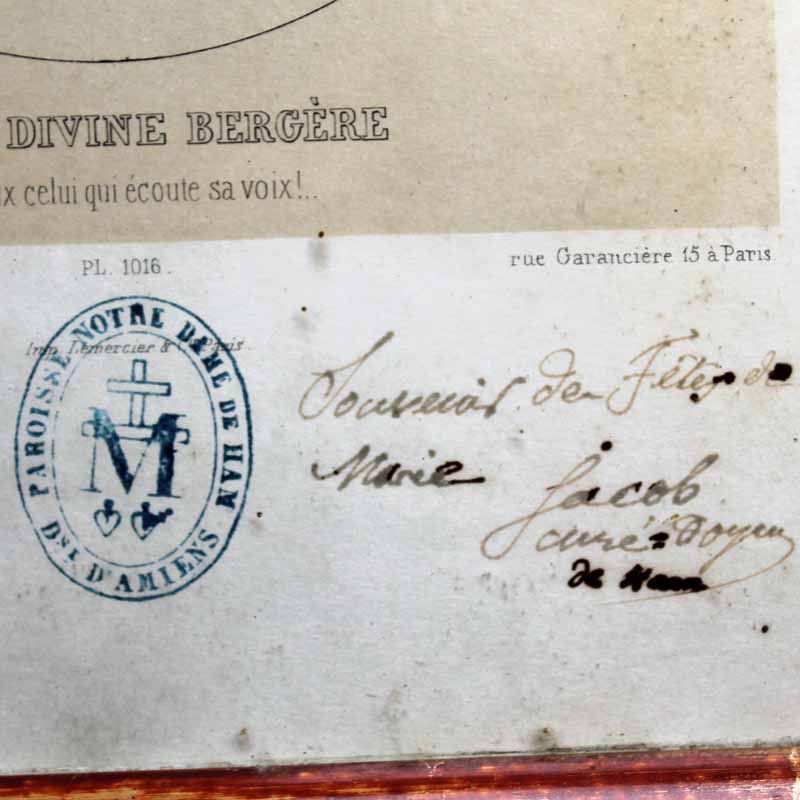 DIVINE BERGÈRE
x celui qui écoute sa voix!..
PL. 1016.
rue Garancière 15 à Paris.
Imp. Lemercier & Cie Paris.
PAROISSE NOTRE DAME DE HAM
DSE D'AMIENS
Souvenir de Fêtes de
Marie
Jacob
curé=Doyen
de Ham